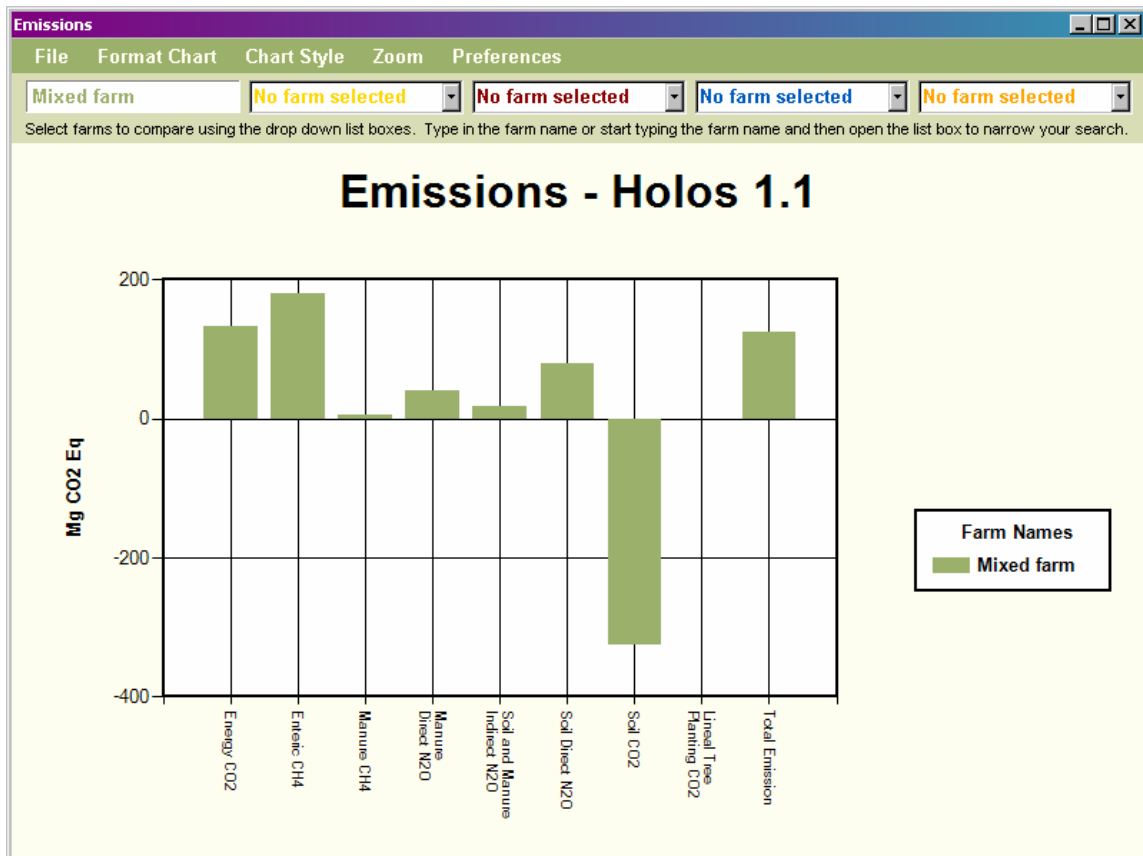 Emissions
File Format Chart Chart Style Zoom Preferences
Mixed farm No farm selected No farm selected No farm selected No farm selected
Select farms to compare using the drop down list boxes. Type in the farm name or start typing the farm name and then open the list box to narrow your search.
Emissions - Holos 1.1
200
0
-200
-400
Mg CO2 Eq
Energy CO2
Enteric CH4
Manure CH4
Manure
Direct N2O
Soil and Manure
Indirect N2O
Soil Direct N2O
Soil CO2
Lineal Tree
Planting CO2
Total Emission
Farm Names
Mixed farm